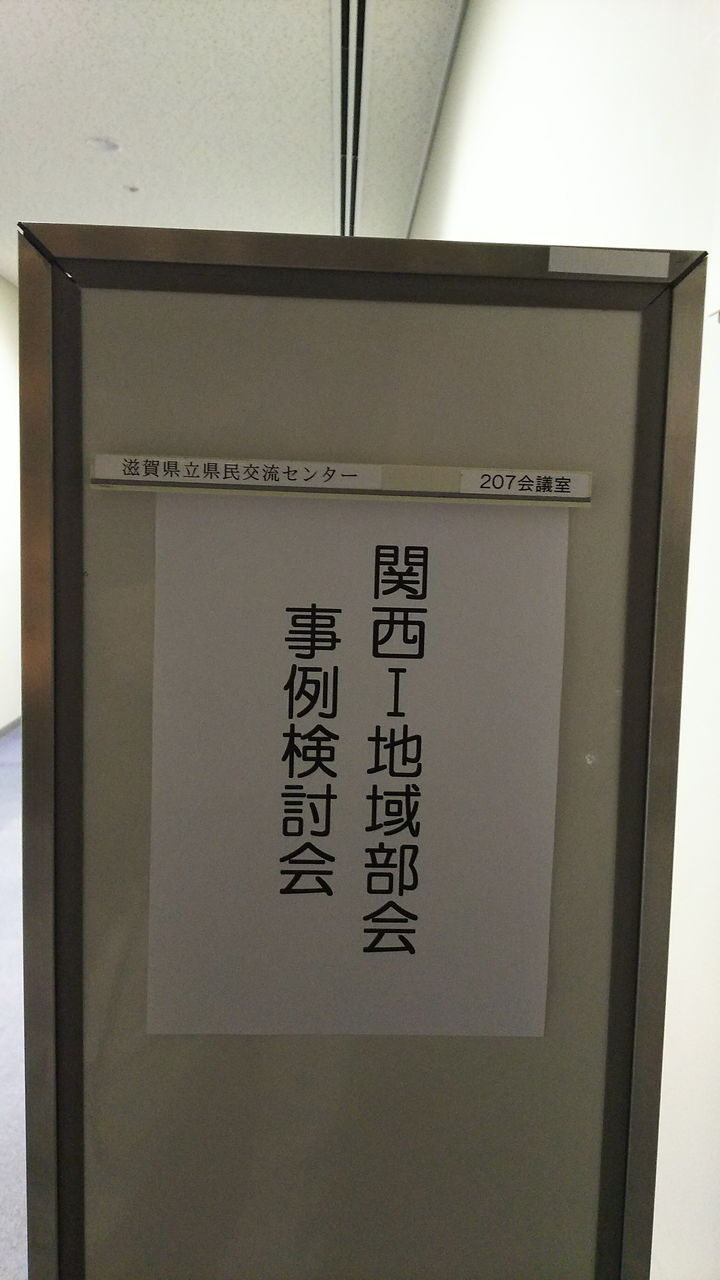 滋賀県立県民交流センター
207会議室
関西Ⅰ地域部会
事例検討会